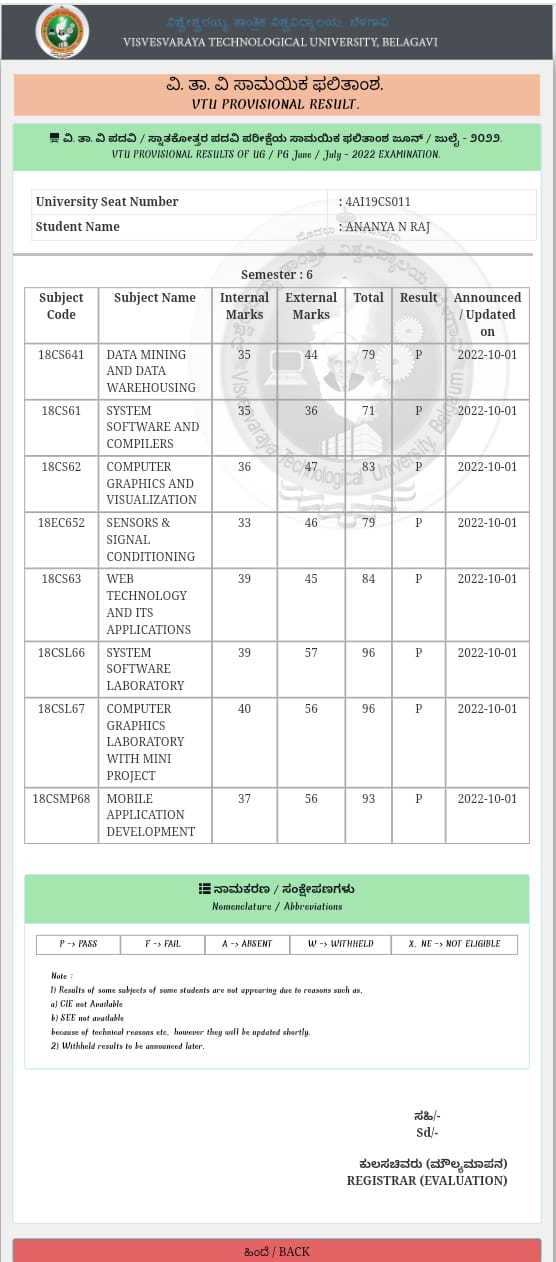 ವಿಶ್ವೇಶ್ವರಯ್ಯ ತಾಂತ್ರಿಕ ವಿಶ್ವವಿದ್ಯಾಲಯ, ಬೆಳಗಾವಿ
VISVESVARAYA TECHNOLOGICAL UNIVERSITY, BELAGAVI
ವಿ. ತಾ. ವಿ ಸಾಮಯಿಕ ಫಲಿತಾಂಶ.
VTU PROVISIONAL RESULT.
ವಿ. ತಾ. ವಿ ಪದವಿ / ಸ್ನಾತಕೋತ್ತರ ಪದವಿ ಪರೀಕ್ಷೆಯ ಸಾಮಯಿಕ ಫಲಿತಾಂಶ ಜೂನ್ / ಜುಲೈ - ೨೦೨೨.
VTU PROVISIONAL RESULTS OF UG / PG June / July - 2022 EXAMINATION.
University Seat Number : 4AI19CS011
Student Name : ANANYA N RAJ
Semester : 6
Subject Code Subject Name Internal Marks External Marks Total Result Announced / Updated on
18CS641 DATA MINING AND DATA WAREHOUSING 35 44 79 P 2022-10-01
18CS61 SYSTEM SOFTWARE AND COMPILERS 35 36 71 P 2022-10-01
18CS62 COMPUTER GRAPHICS AND VISUALIZATION 36 47 83 P 2022-10-01
18EC652 SENSORS & SIGNAL CONDITIONING 33 46 79 P 2022-10-01
18CS63 WEB TECHNOLOGY AND ITS APPLICATIONS 39 45 84 P 2022-10-01
18CSL66 SYSTEM SOFTWARE LABORATORY 39 57 96 P 2022-10-01
18CSL67 COMPUTER GRAPHICS LABORATORY WITH MINI PROJECT 40 56 96 P 2022-10-01
18CSMP68 MOBILE APPLICATION DEVELOPMENT 37 56 93 P 2022-10-01
ನಾಮಕರಣ / ಸಂಕ್ಷೇಪಣಗಳು
Nomenclature / Abbreviations
P -> PASS F -> FAIL A -> ABSENT W -> WITHHELD X, NE -> NOT ELIGIBLE
Note :
1) Results of some subjects of some students are not appearing due to reasons such as,
a) CIE not Available
b) SEE not available
because of technical reasons etc, however they will be updated shortly.
2) Withheld results to be announced later.
ಸಹಿ/-
Sd/-
ಕುಲಸಚಿವರು (ಮೌಲ್ಯಮಾಪನ)
REGISTRAR (EVALUATION)
ಹಿಂದೆ / BACK
Visvesvaraya Technological University, Belgaum